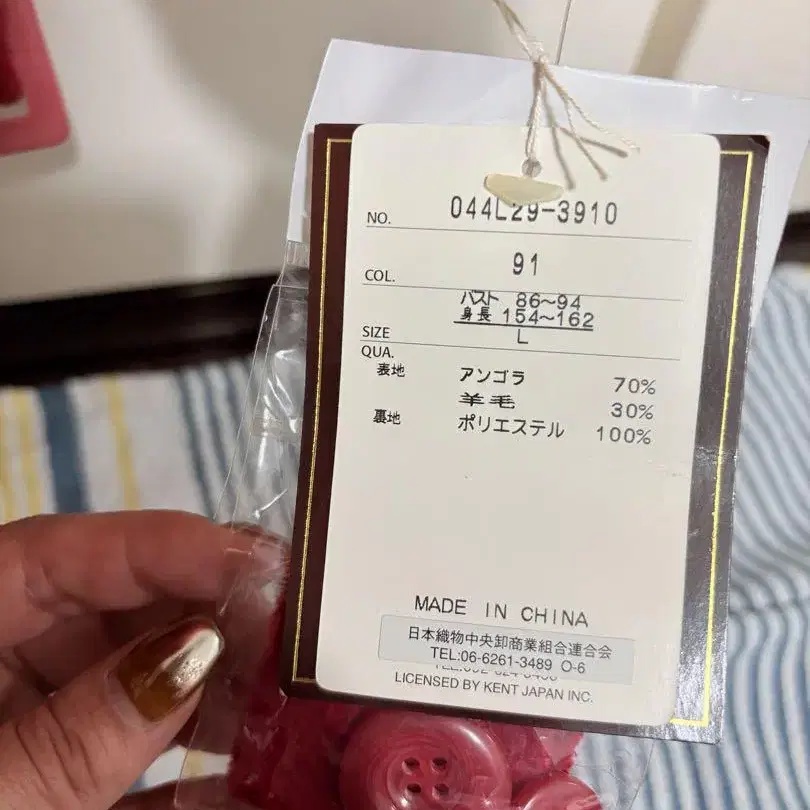 NO. 044L29-3910
COL. 91
バスト 86~94
身長 154~162
SIZE L
QUA.
表地 アンゴラ 70%
羊毛 30%
裏地 ポリエステル 100%
MADE IN CHINA
日本織物中央卸商業組合連合会
TEL:06-6261-3489 O-6
LICENSED BY KENT JAPAN INC.